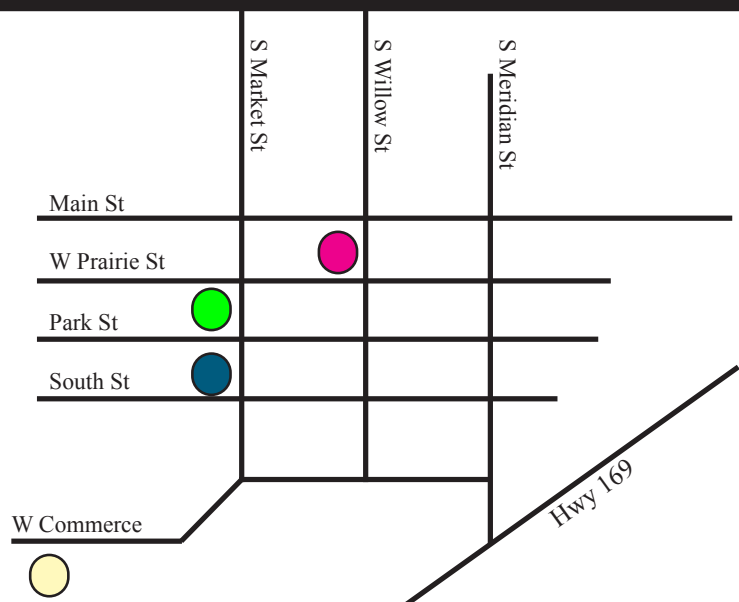 S Market St
S Willow St
S Meridian St
Main St
W Prairie St
Park St
South St
Hwy 169
W Commerce